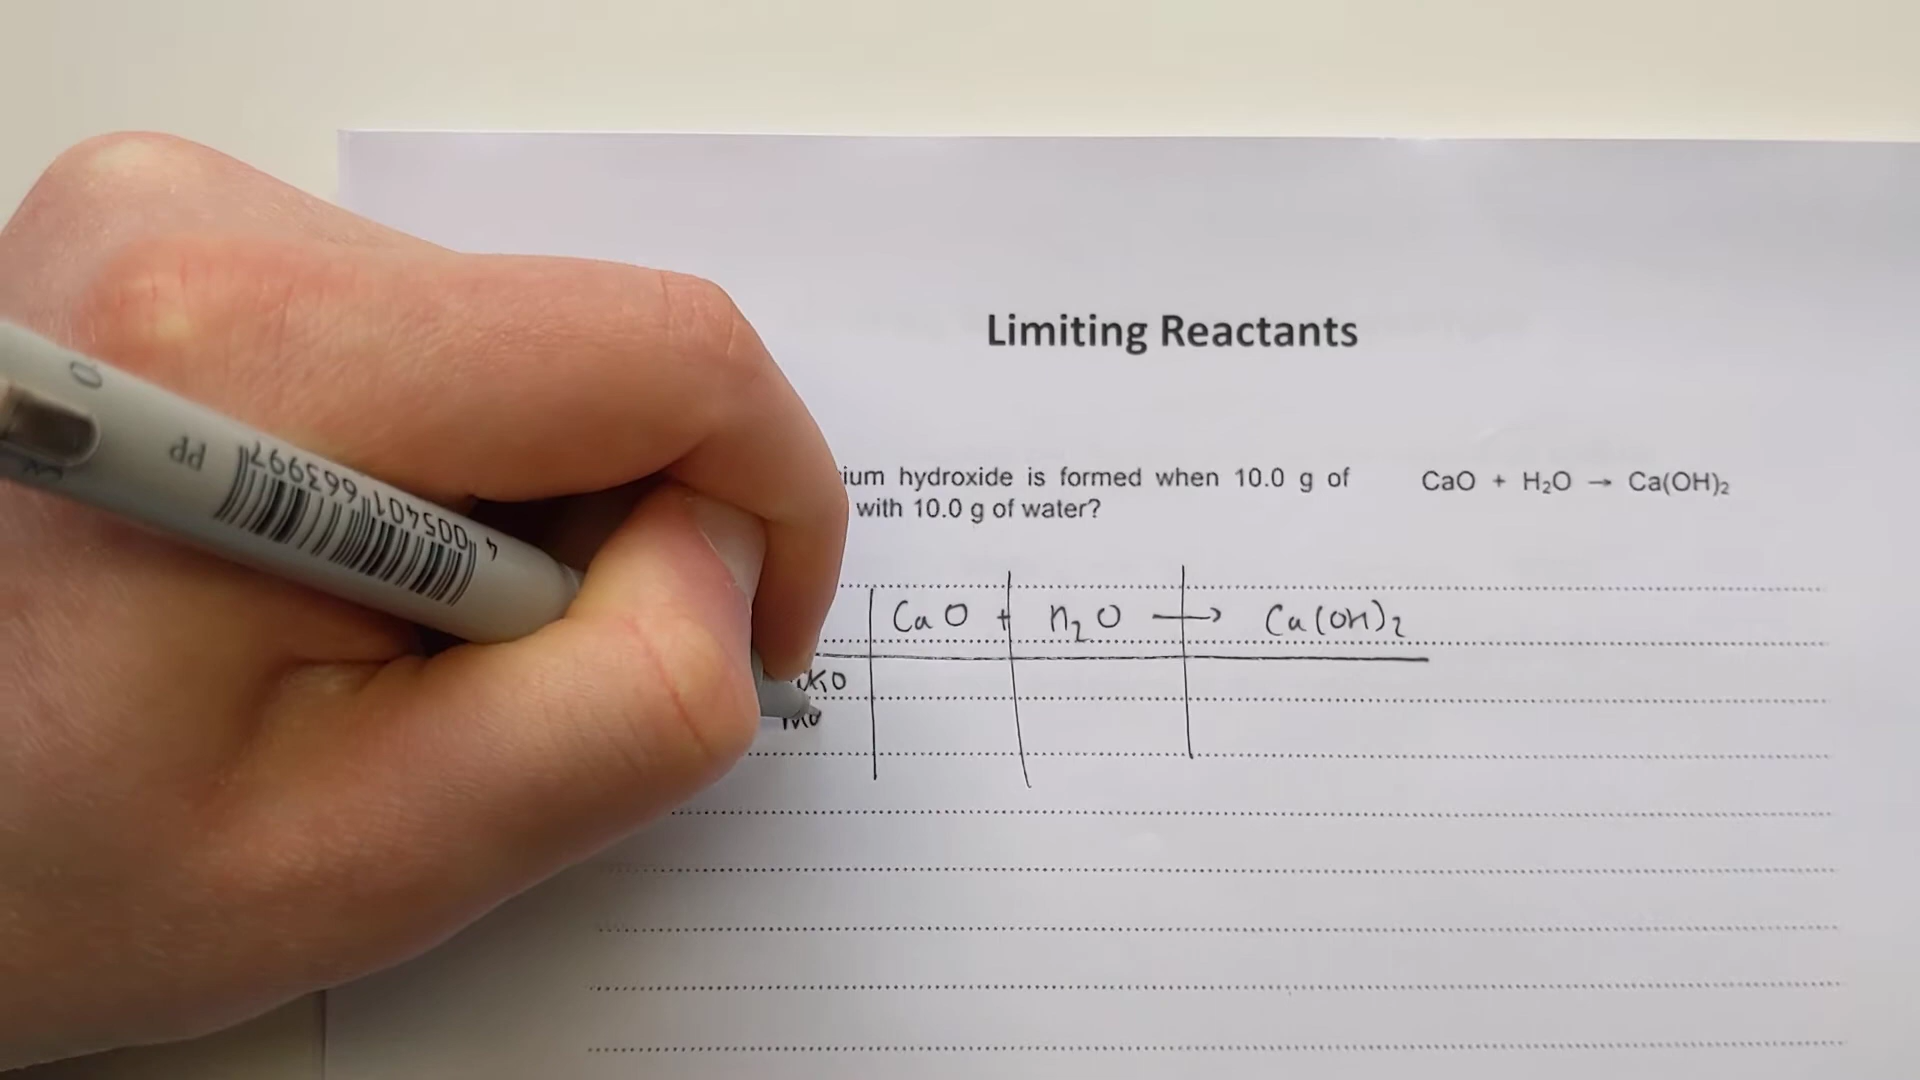 Limiting Reactants
ium hydroxide is formed when 10.0 g of
with 10.0 g of water?
CaO + H₂O → Ca(OH)₂
CaO + H₂O → Ca(OH)₂
PP
4 005401 663997